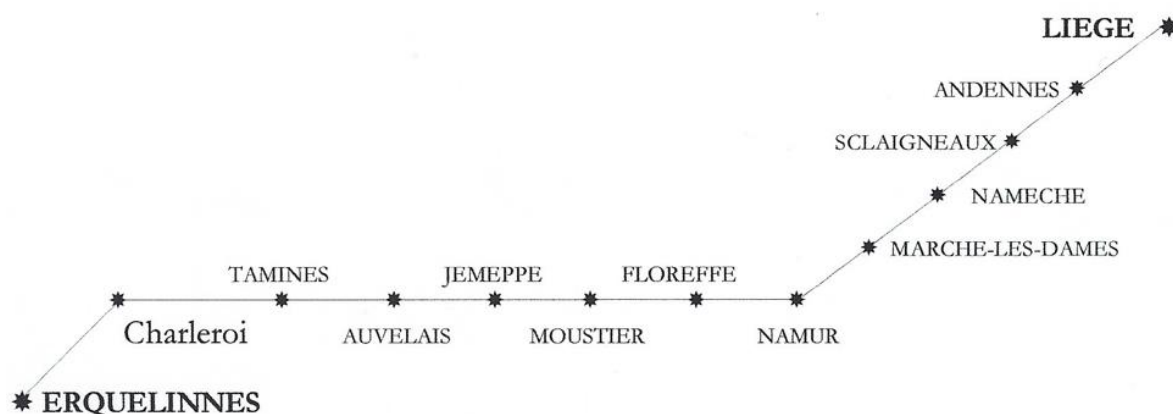 LIEGE
ANDENNES
SCLAIGNEAUX
NAMECHE
MARCHE-LES-DAMES
TAMINES
JEMEPPE
FLOREFFE
Charleroi
AUVELAIS
MOUSTIER
NAMUR
ERQUELINNES